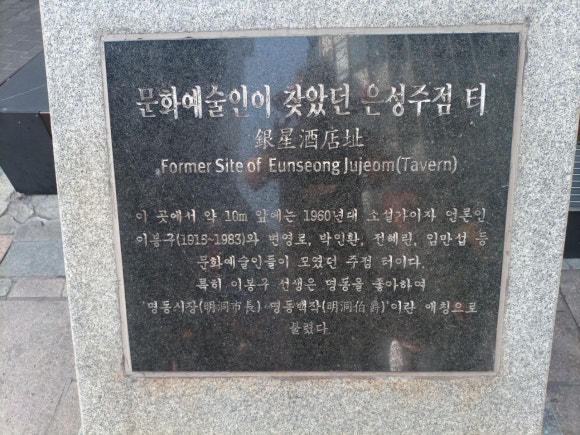 문화예술인이 찾았던 은성주점 터
銀星酒店址
Former Site of Eunseong Jujeom(Tavern)
이 곳에서 약 10m 앞에는 1960년대 소설가이자 언론인
이봉구(1915~1983)와 변영로, 박인환, 전혜린, 임만섭 등
문화예술인들이 모였던 주점 터이다.
특히 이봉구 선생은 명동을 좋아하여
'명동시장(明洞市長)·명동백작(明洞伯爵)'이란 애칭으로
불렸다.